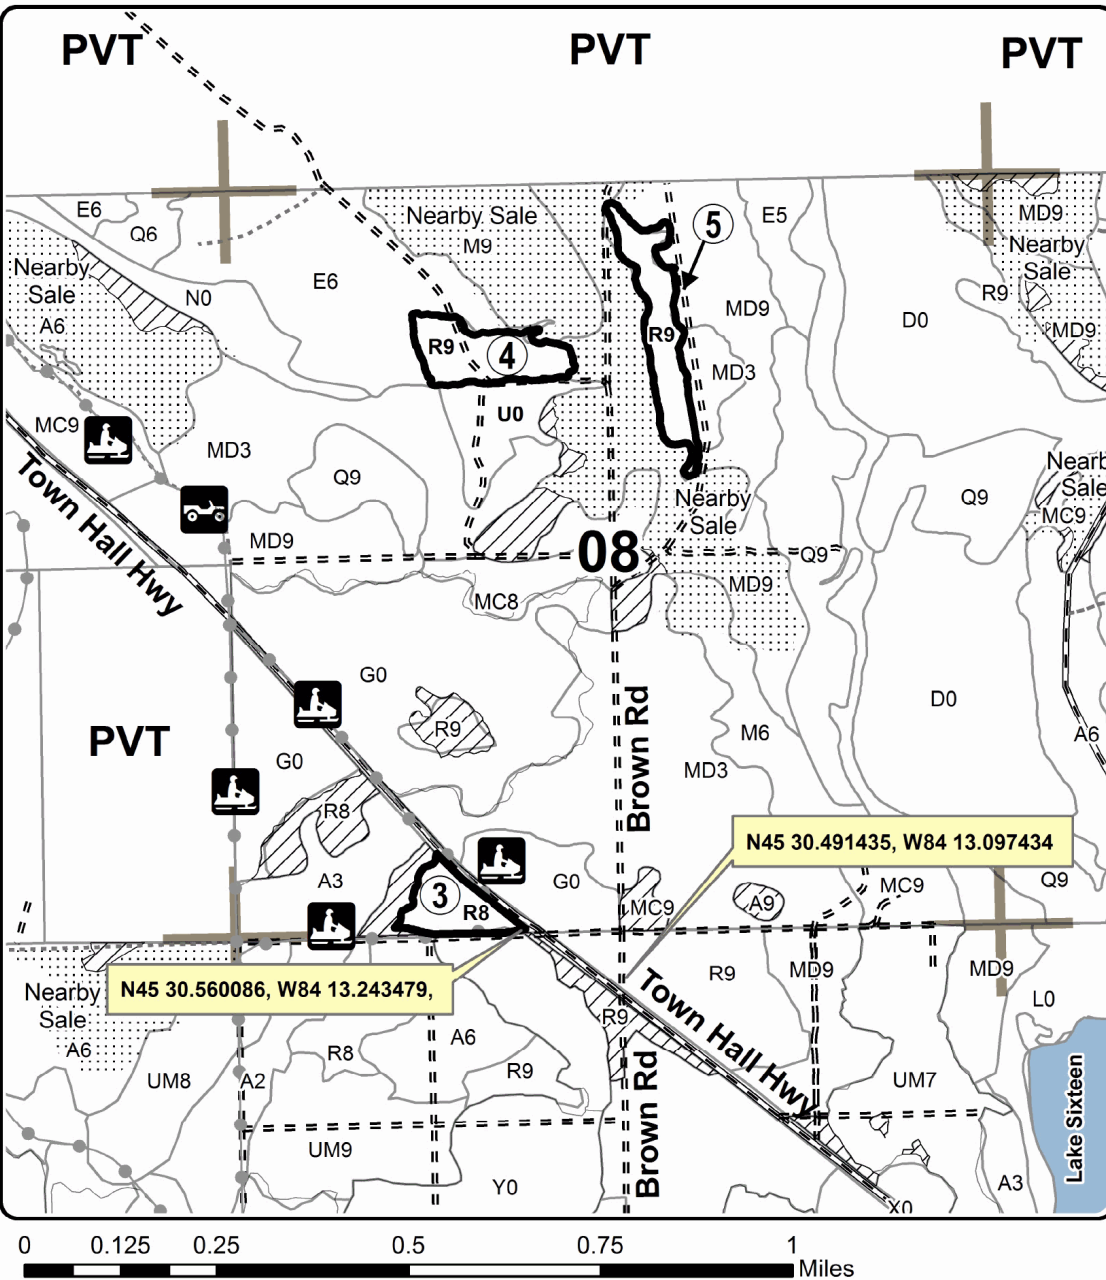 PVT
PVT
PVT
E6
Q6
Nearby Sale
M9
5
E5
MD9
Nearby
Sale
Nearby
Sale
A6
N0
E6
R9
MD9
D0
MD9
R9
4
R9
MD3
U0
MC9
MD3
Q9
Nearb
Sale
MC9
Q9
Nearby
Sale
Town Hall Hwy
MD9
08
Q9
MD9
MC8
G0
R9
Brown Rd
M6
D0
A6
PVT
G0
MD3
R8
N45 30.491435, W84 13.097434
A3
3
R8
G0
MC9
A9
MC9
Q9
N45 30.560086, W84 13.243479,
Nearby
Sale
A6
R9
MD9
MD9
L0
R9
Town Hall Hwy
A6
R8
R9
UM8
A2
UM7
Brown Rd
Lake Sixteen
UM9
Y0
A3
X0
0
0.125
0.25
0.5
0.75
1
Miles